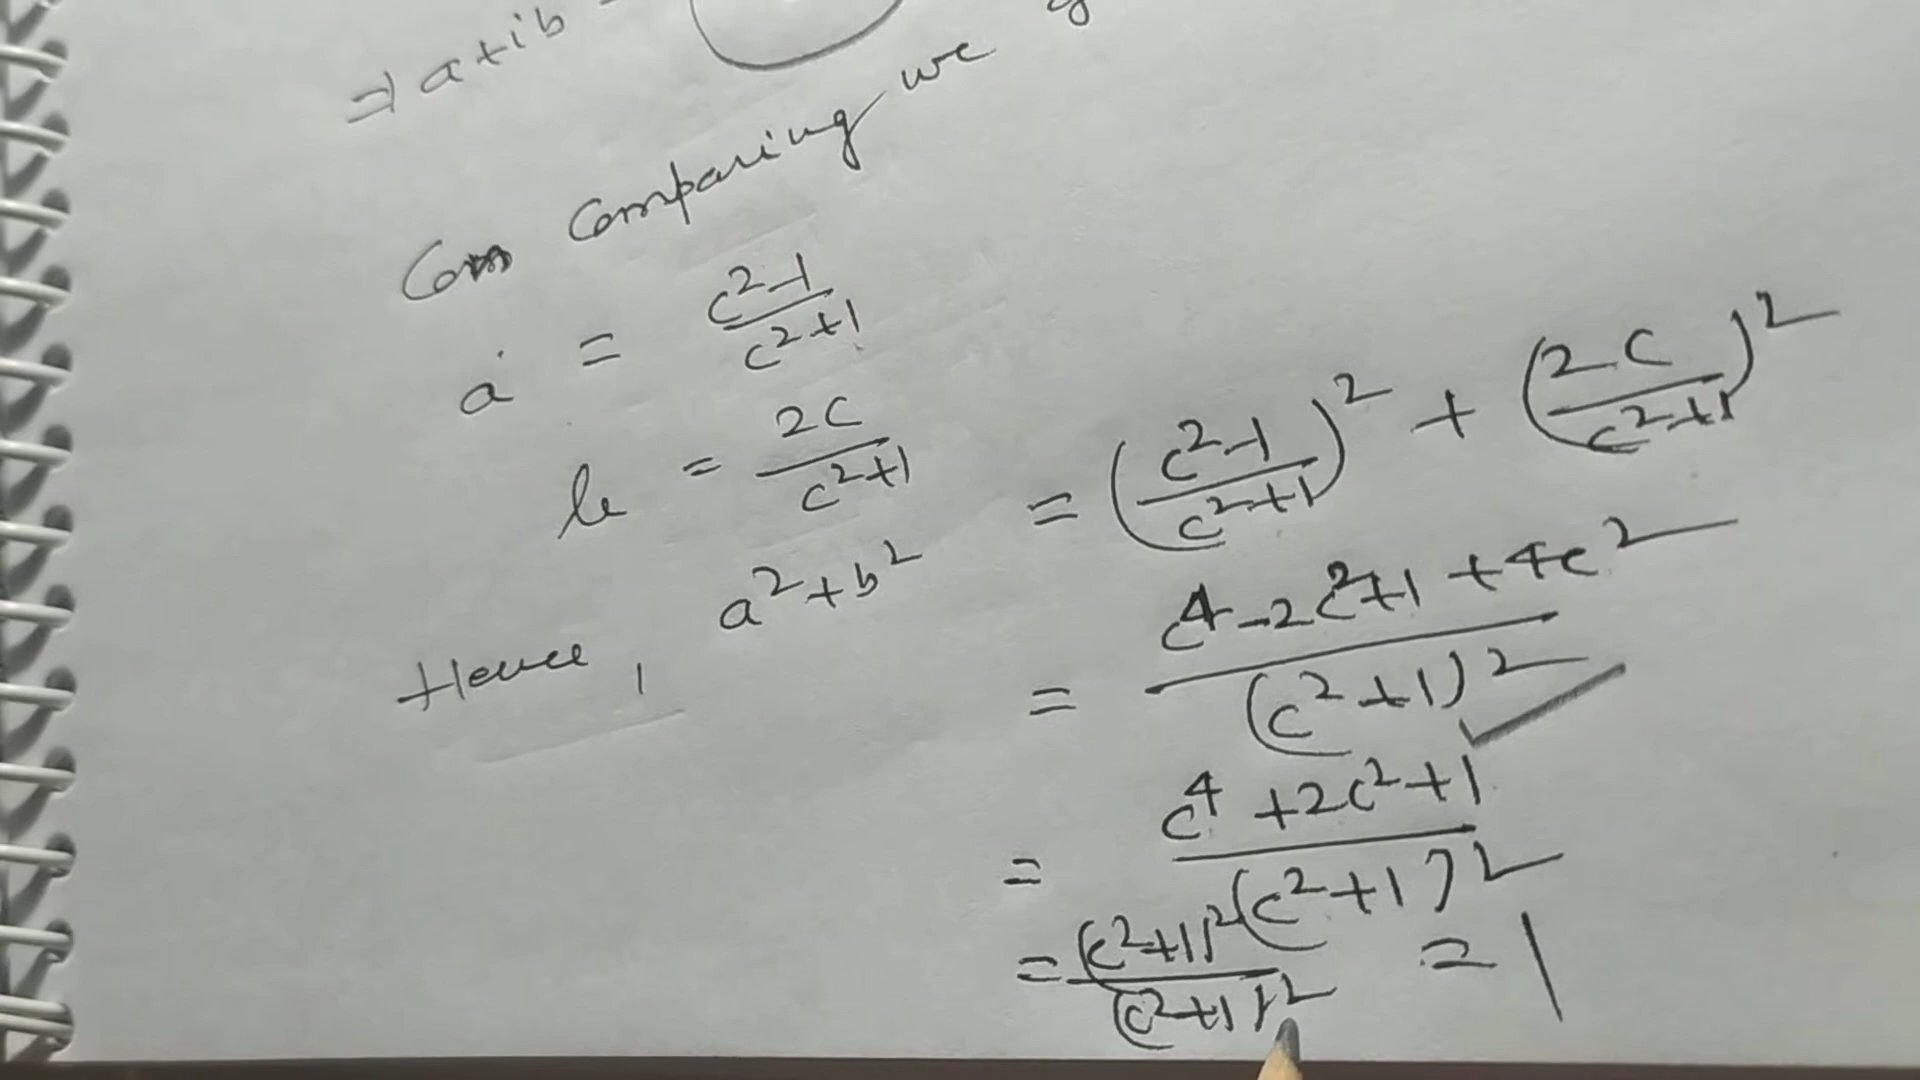 ⇒ a+ib
Com Comparing we
a = c²-1 / c²+1
b = 2c / c²+1
Hence, a²+b² = (c²-1 / c²+1)² + (2c / c²+1)²
= c⁴-2c²+1+4c² / (c²+1)²
= c⁴+2c²+1 / (c²+1)²
= (c²+1)² / (c²+1)² = 1